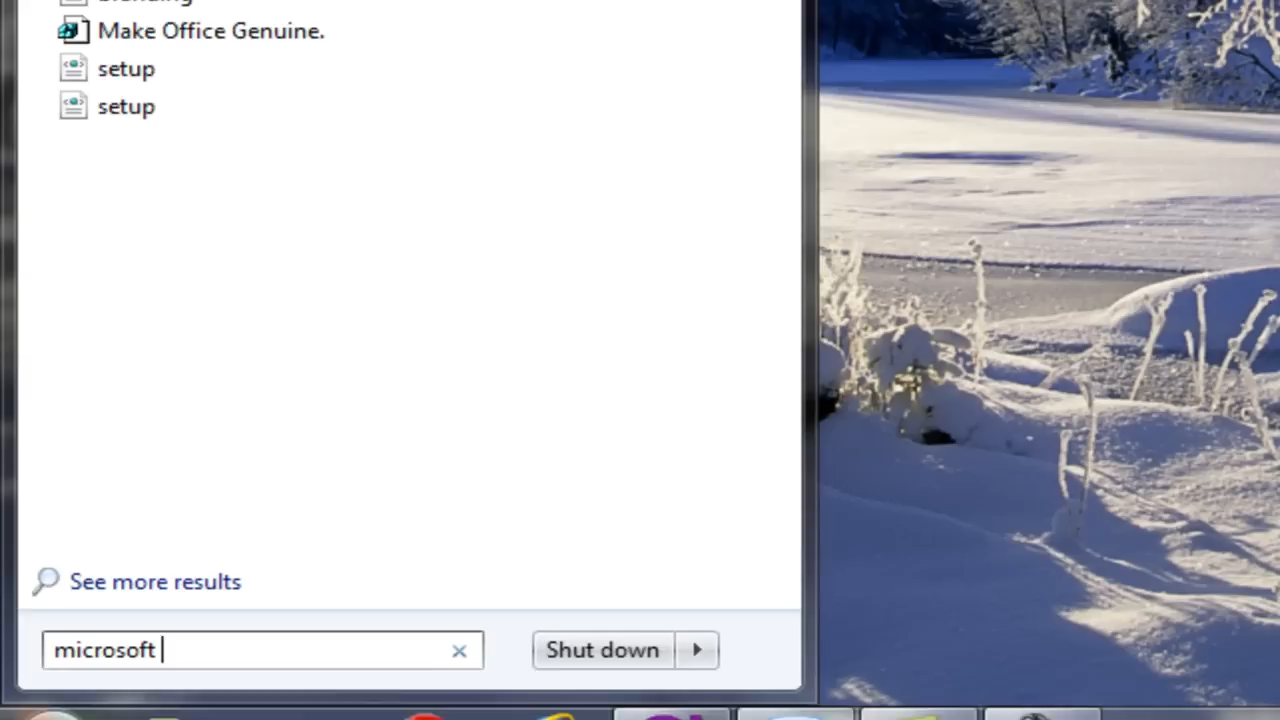 Make Office Genuine.
setup
setup
See more results
microsoft
Shut down